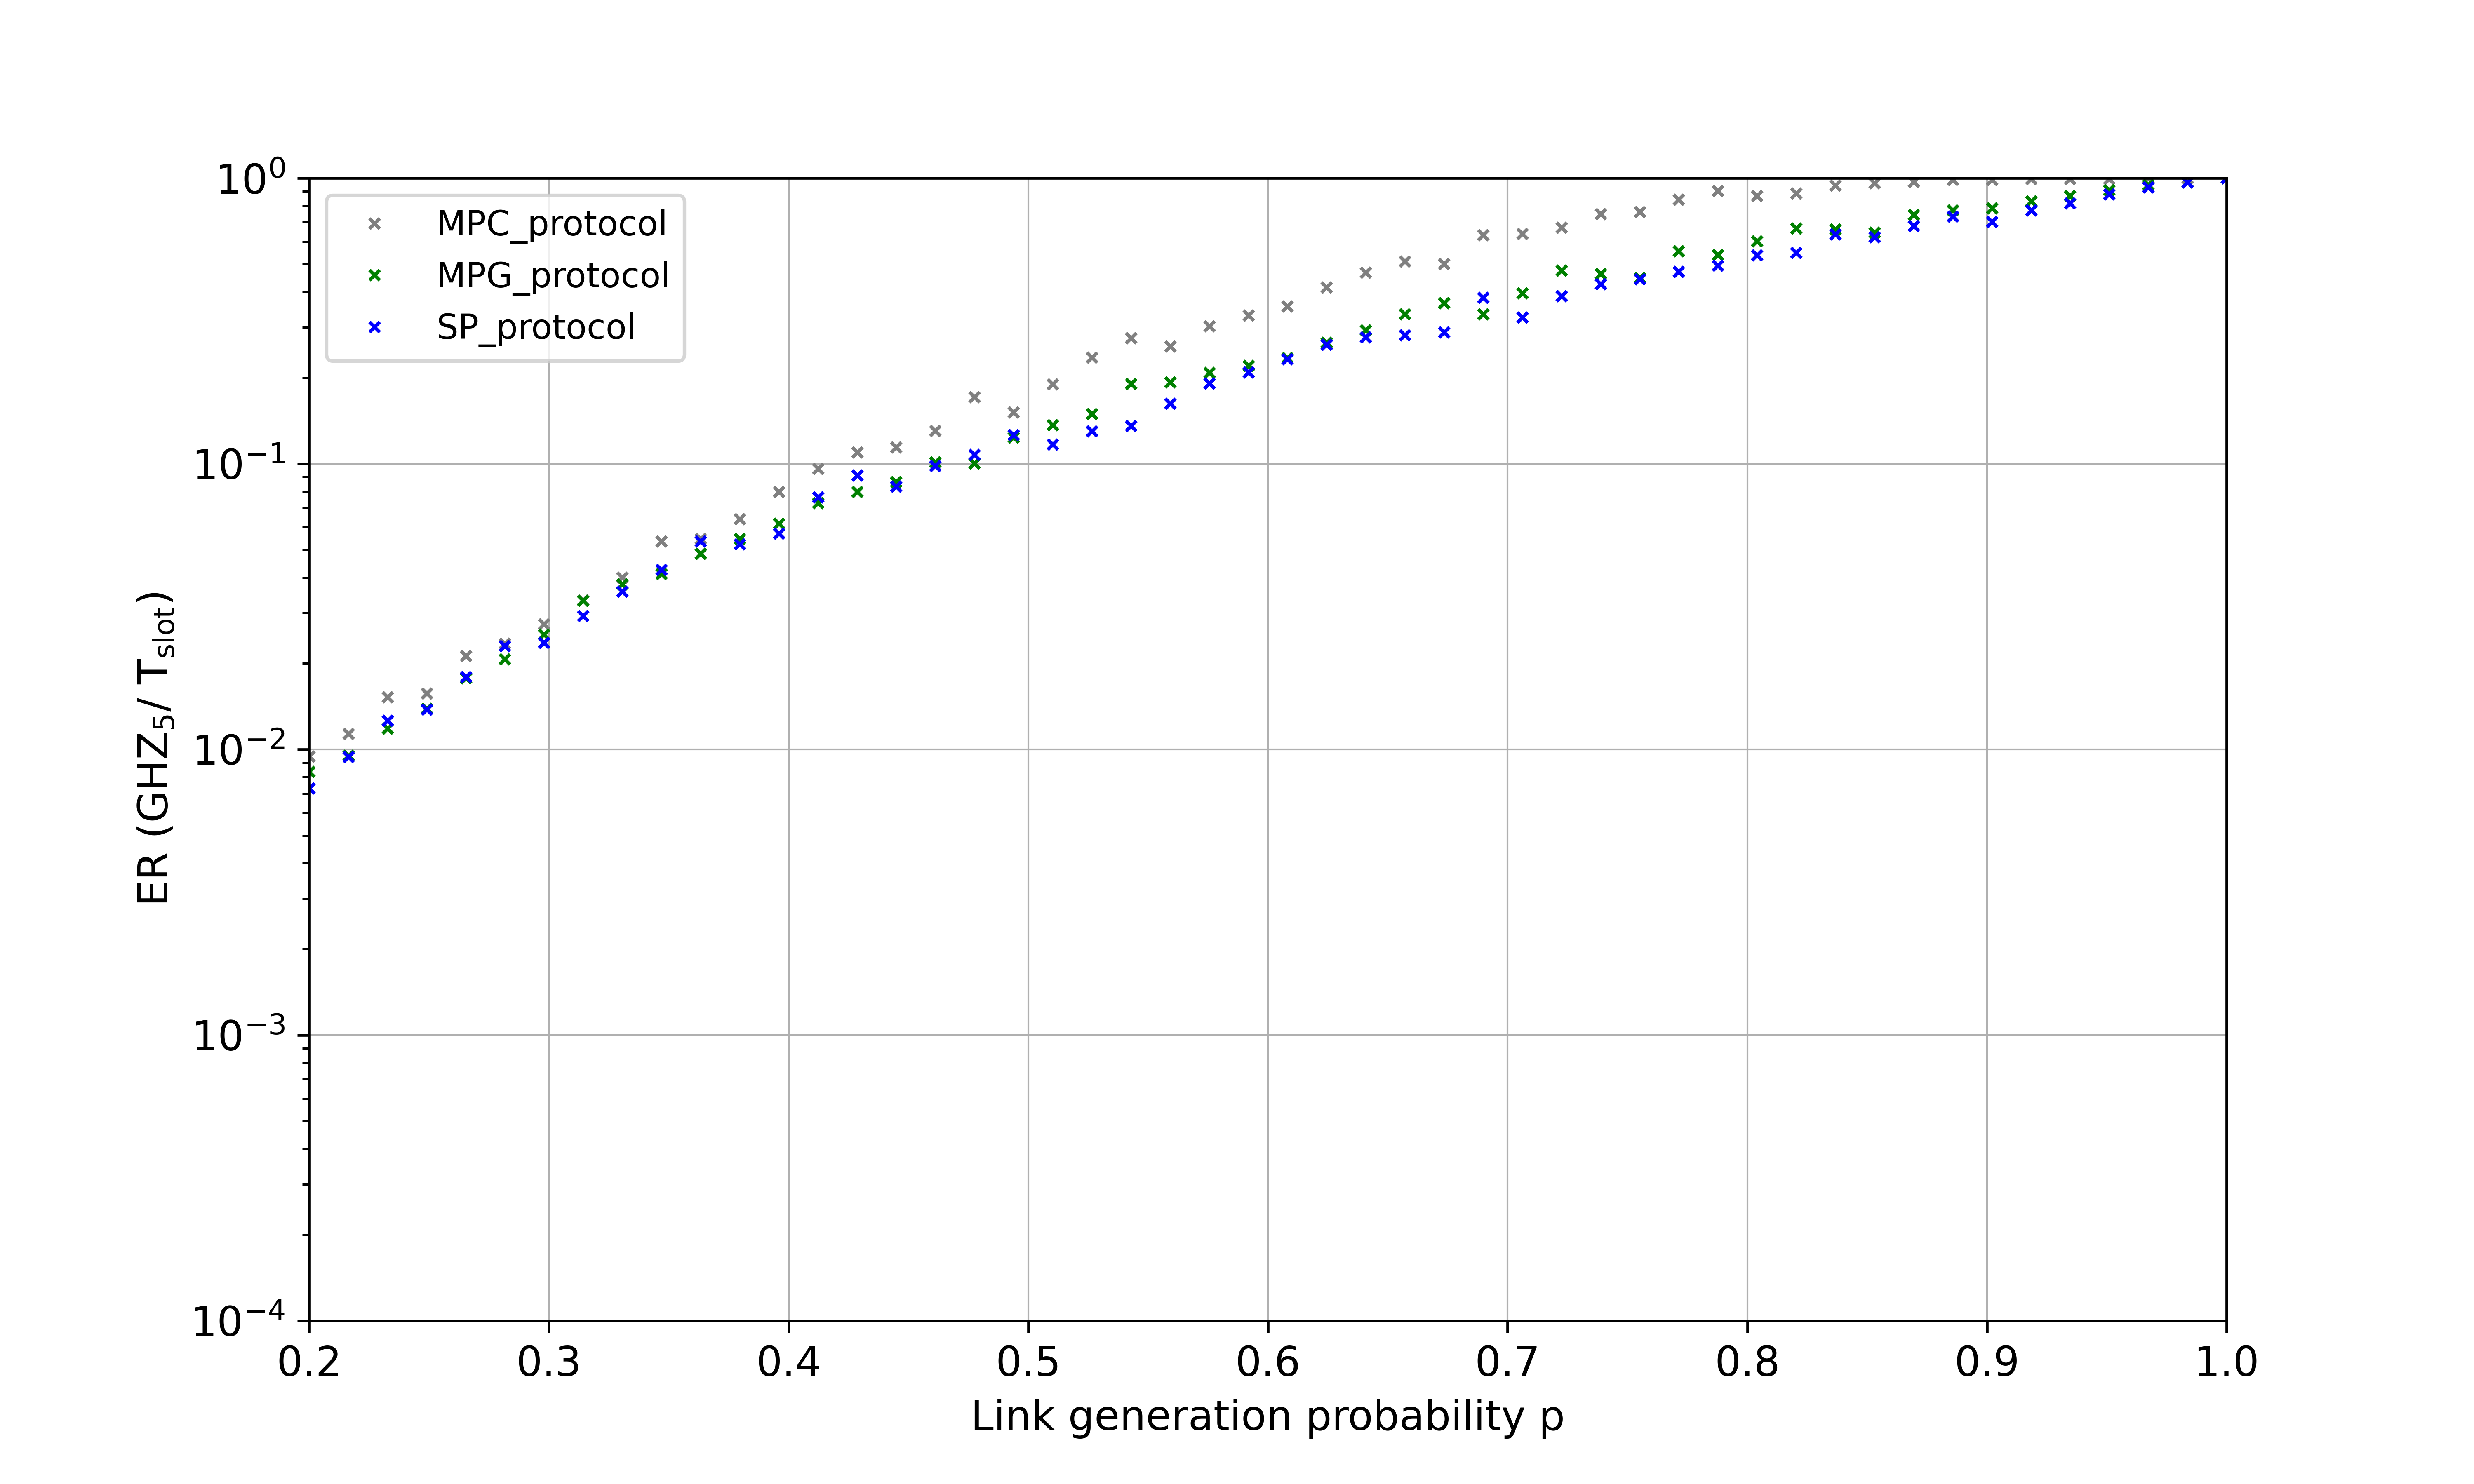 10⁰
10⁻¹
10⁻²
10⁻³
10⁻⁴
ER (GHZ₅/ Tₛₗₒₜ)
MPC_protocol
MPG_protocol
SP_protocol
0.2 0.3 0.4 0.5 0.6 0.7 0.8 0.9 1.0
Link generation probability p